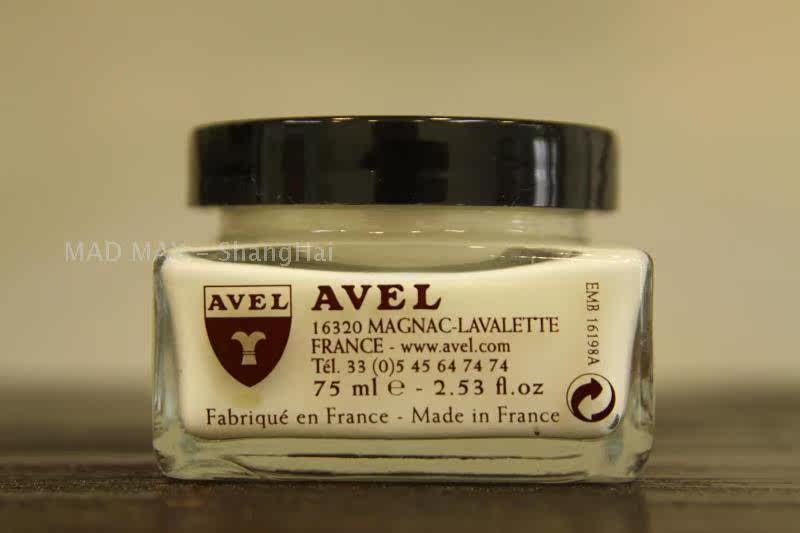 MAD MAX - ShangHai
AVEL
AVEL
16320 MAGNAC-LAVALETTE
FRANCE - www.avel.com
Tél. 33 (0)5 45 64 74 74
75 ml ℮ - 2.53 fl.oz
Fabriqué en France - Made in France
EMB 16198A